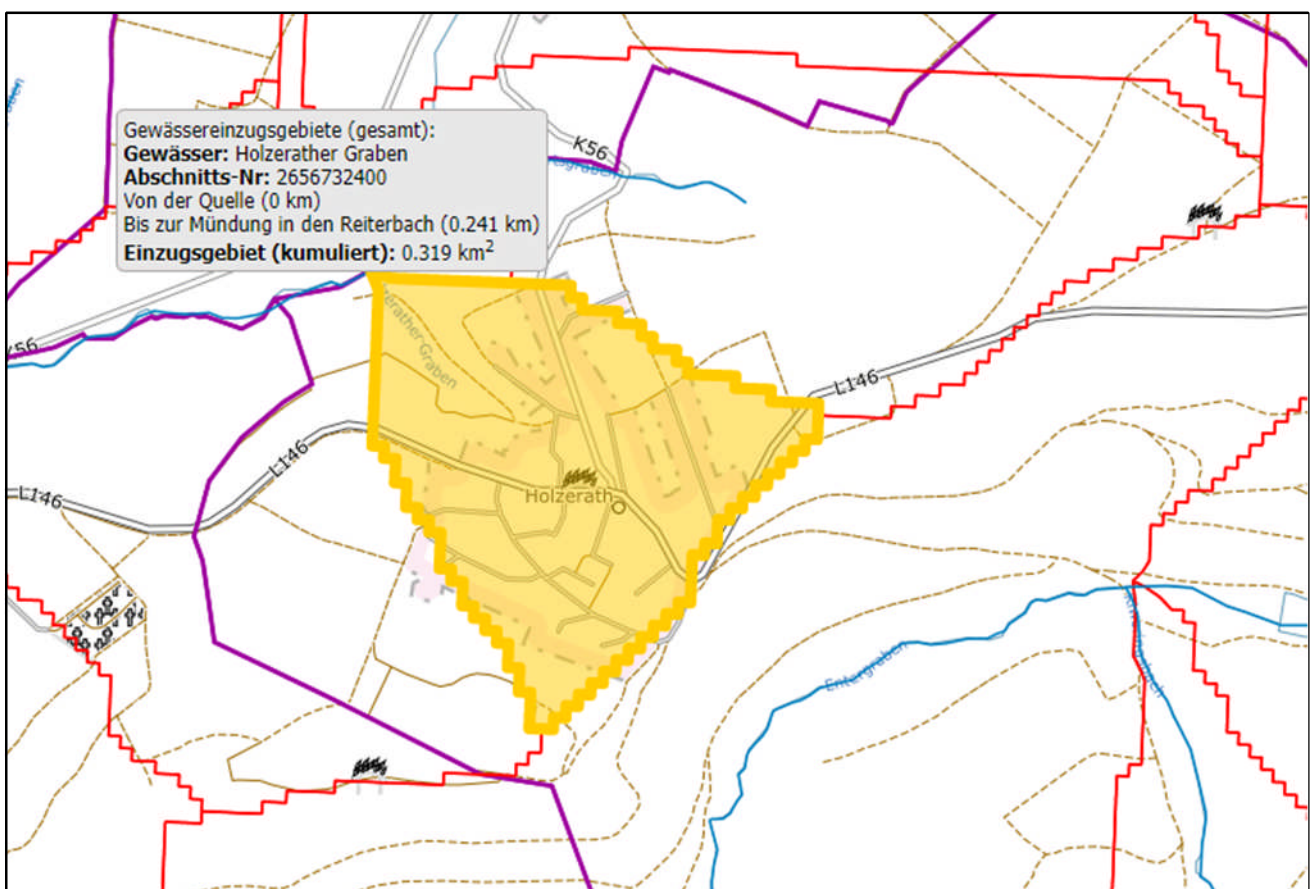 K56
Gewässereinzugsgebiete (gesamt):
Gewässer: Holzerather Graben
Abschnitts-Nr: 2656732400
Von der Quelle (0 km)
Bis zur Mündung in den Reiterbach (0.241 km)
Einzugsgebiet (kumuliert): 0.319 km²
K56
L146
L146
L146
Holzerath
Entergraben